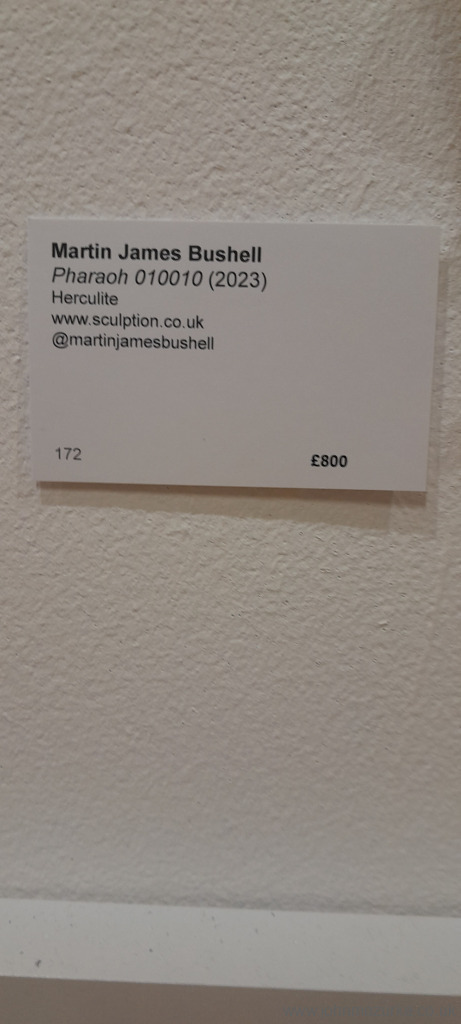 Martin James Bushell
Pharaoh 010010 (2023)
Herculite
www.sculption.co.uk
@martinjamesbushell
172
£800